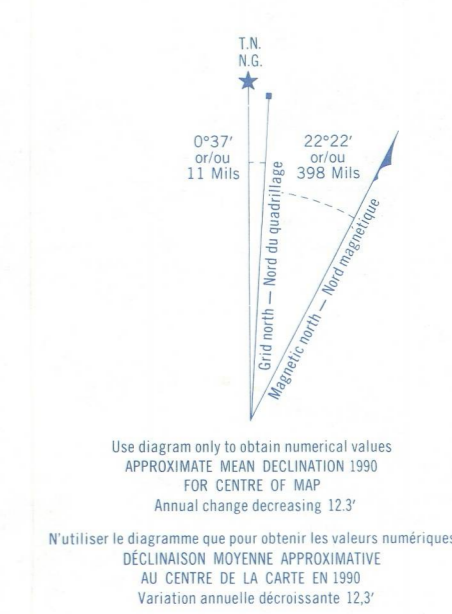 T.N.
N.G.
0°37′
or/ou
11 Mils
22°22′
or/ou
398 Mils
Grid north — Nord du quadrillage
Magnetic north — Nord magnetique
Use diagram only to obtain numerical values
APPROXIMATE MEAN DECLINATION 1990
FOR CENTRE OF MAP
Annual change decreasing 12.3′
N'utiliser le diagramme que pour obtenir les valeurs numériques
DÉCLINAISON MOYENNE APPROXIMATIVE
AU CENTRE DE LA CARTE EN 1990
Variation annuelle décroissante 12,3′